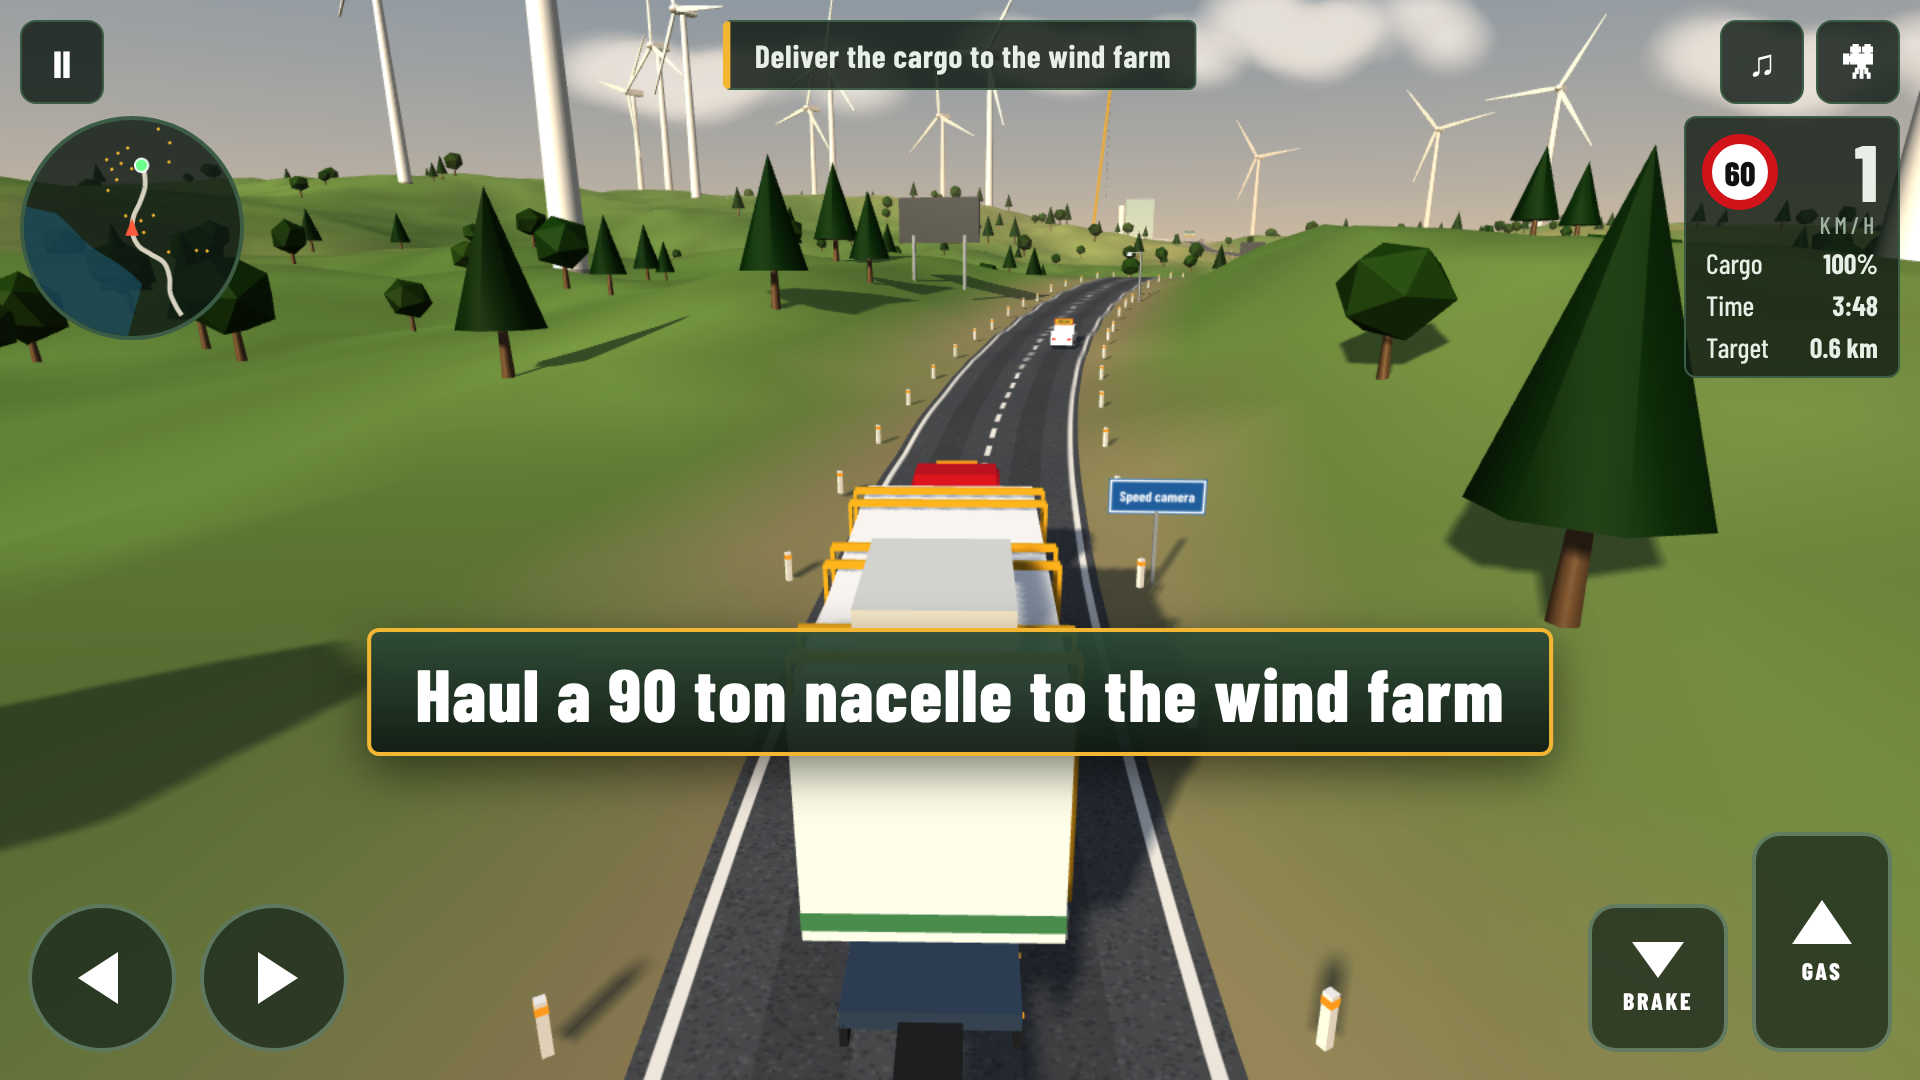 Deliver the cargo to the wind farm
60
1
KM/H
Cargo 100%
Time 3:48
Target 0.6 km
Speed camera
Haul a 90 ton nacelle to the wind farm
BRAKE
GAS